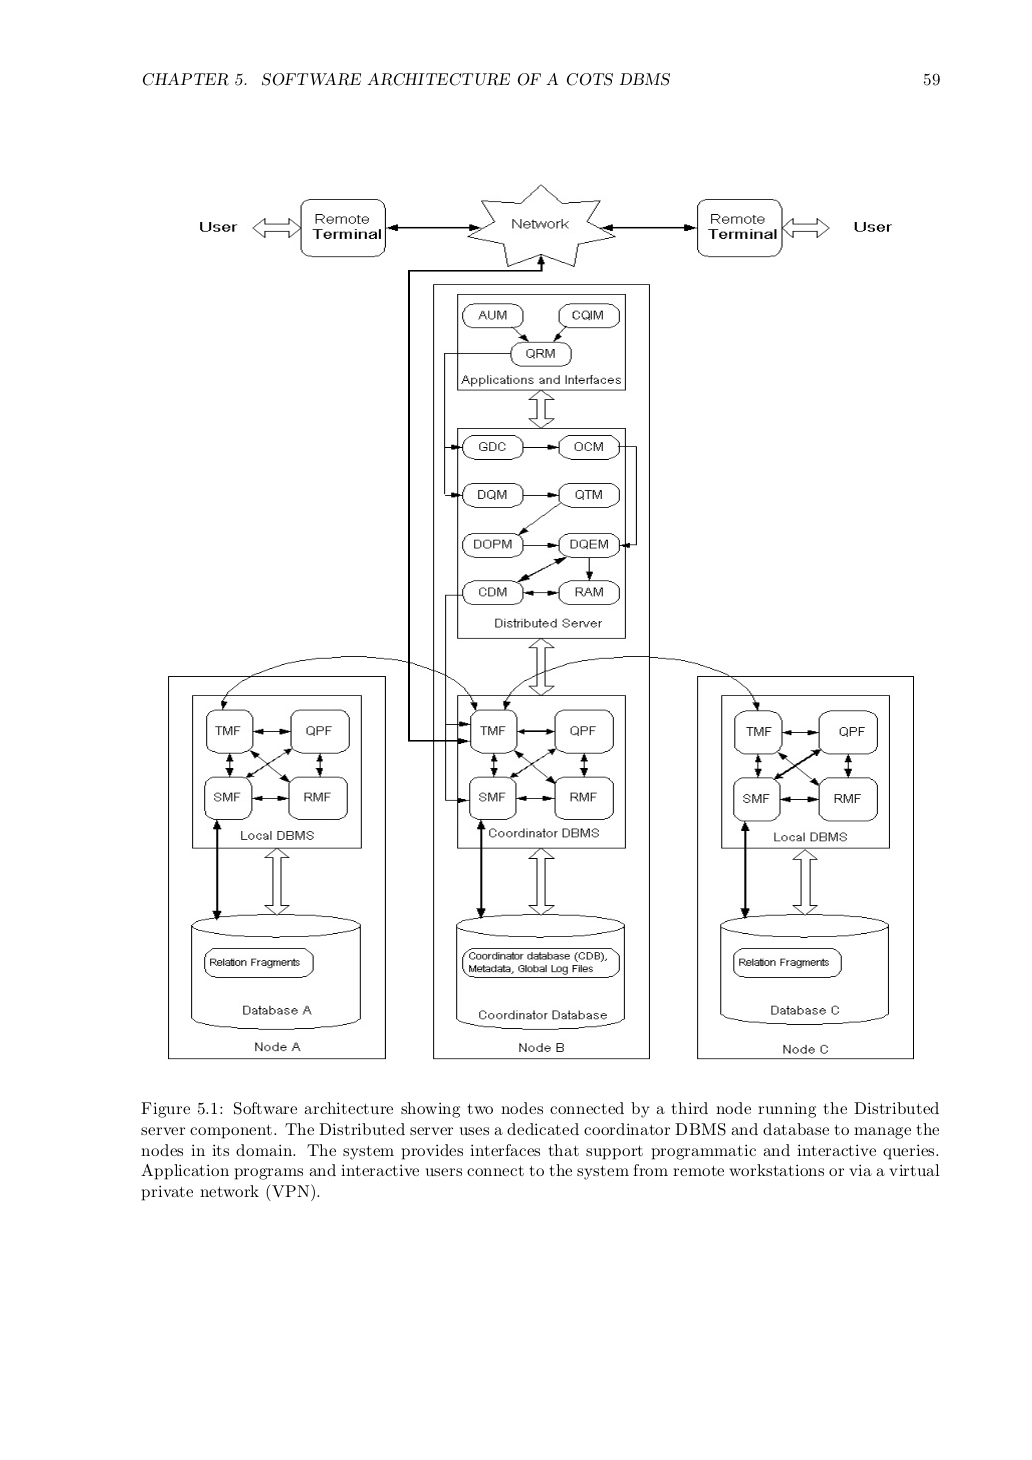 CHAPTER 5. SOFTWARE ARCHITECTURE OF A COTS DBMS 59
User
Remote
Terminal
Network
Remote
Terminal
User
AUM
CQIM
QRM
Applications and Interfaces
GDC
OCM
DQM
QTM
DOPM
DQEM
CDM
RAM
Distributed Server
TMF
QPF
SMF
RMF
Local DBMS
Relation Fragments
Database A
Node A
TMF
QPF
SMF
RMF
Coordinator DBMS
Coordinator database (CDB),
Metadata, Global Log Files
Coordinator Database
Node B
TMF
QPF
SMF
RMF
Local DBMS
Relation Fragments
Database C
Node C
Figure 5.1: Software architecture showing two nodes connected by a third node running the Distributed
server component. The Distributed server uses a dedicated coordinator DBMS and database to manage the
nodes in its domain. The system provides interfaces that support programmatic and interactive queries.
Application programs and interactive users connect to the system from remote workstations or via a virtual
private network (VPN).